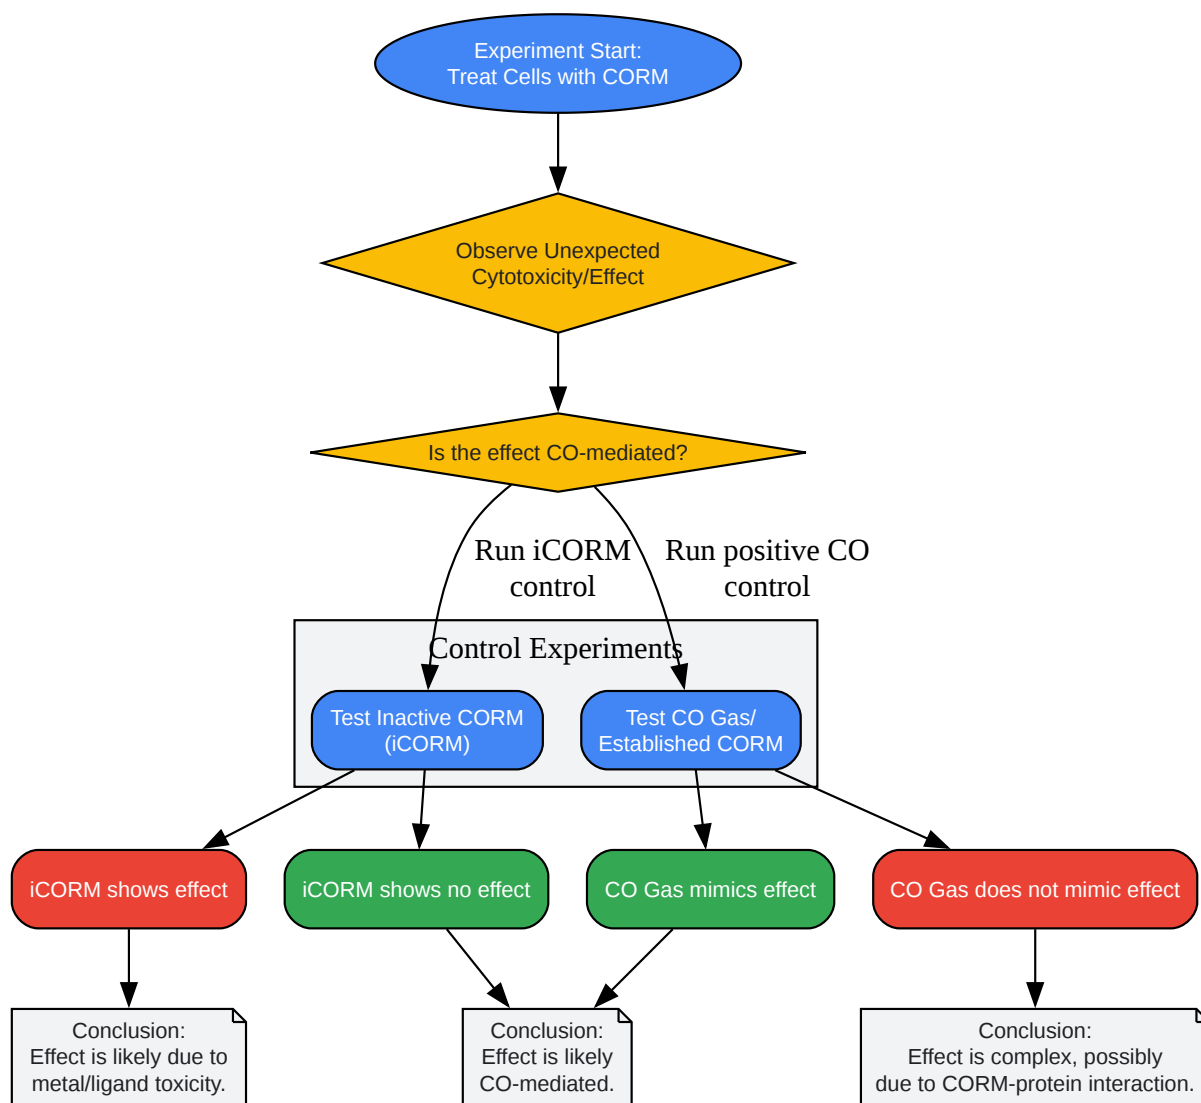 Experiment Start:
Treat Cells with CORM
Observe Unexpected
Cytotoxicity/Effect
Is the effect CO-mediated?
Run iCORM
control
Run positive CO
control
Control Experiments
Test Inactive CORM
(iCORM)
Test CO Gas/
Established CORM
iCORM shows effect
iCORM shows no effect
CO Gas mimics effect
CO Gas does not mimic effect
Conclusion:
Effect is likely due to
metal/ligand toxicity.
Conclusion:
Effect is likely
CO-mediated.
Conclusion:
Effect is complex, possibly
due to CORM-protein interaction.